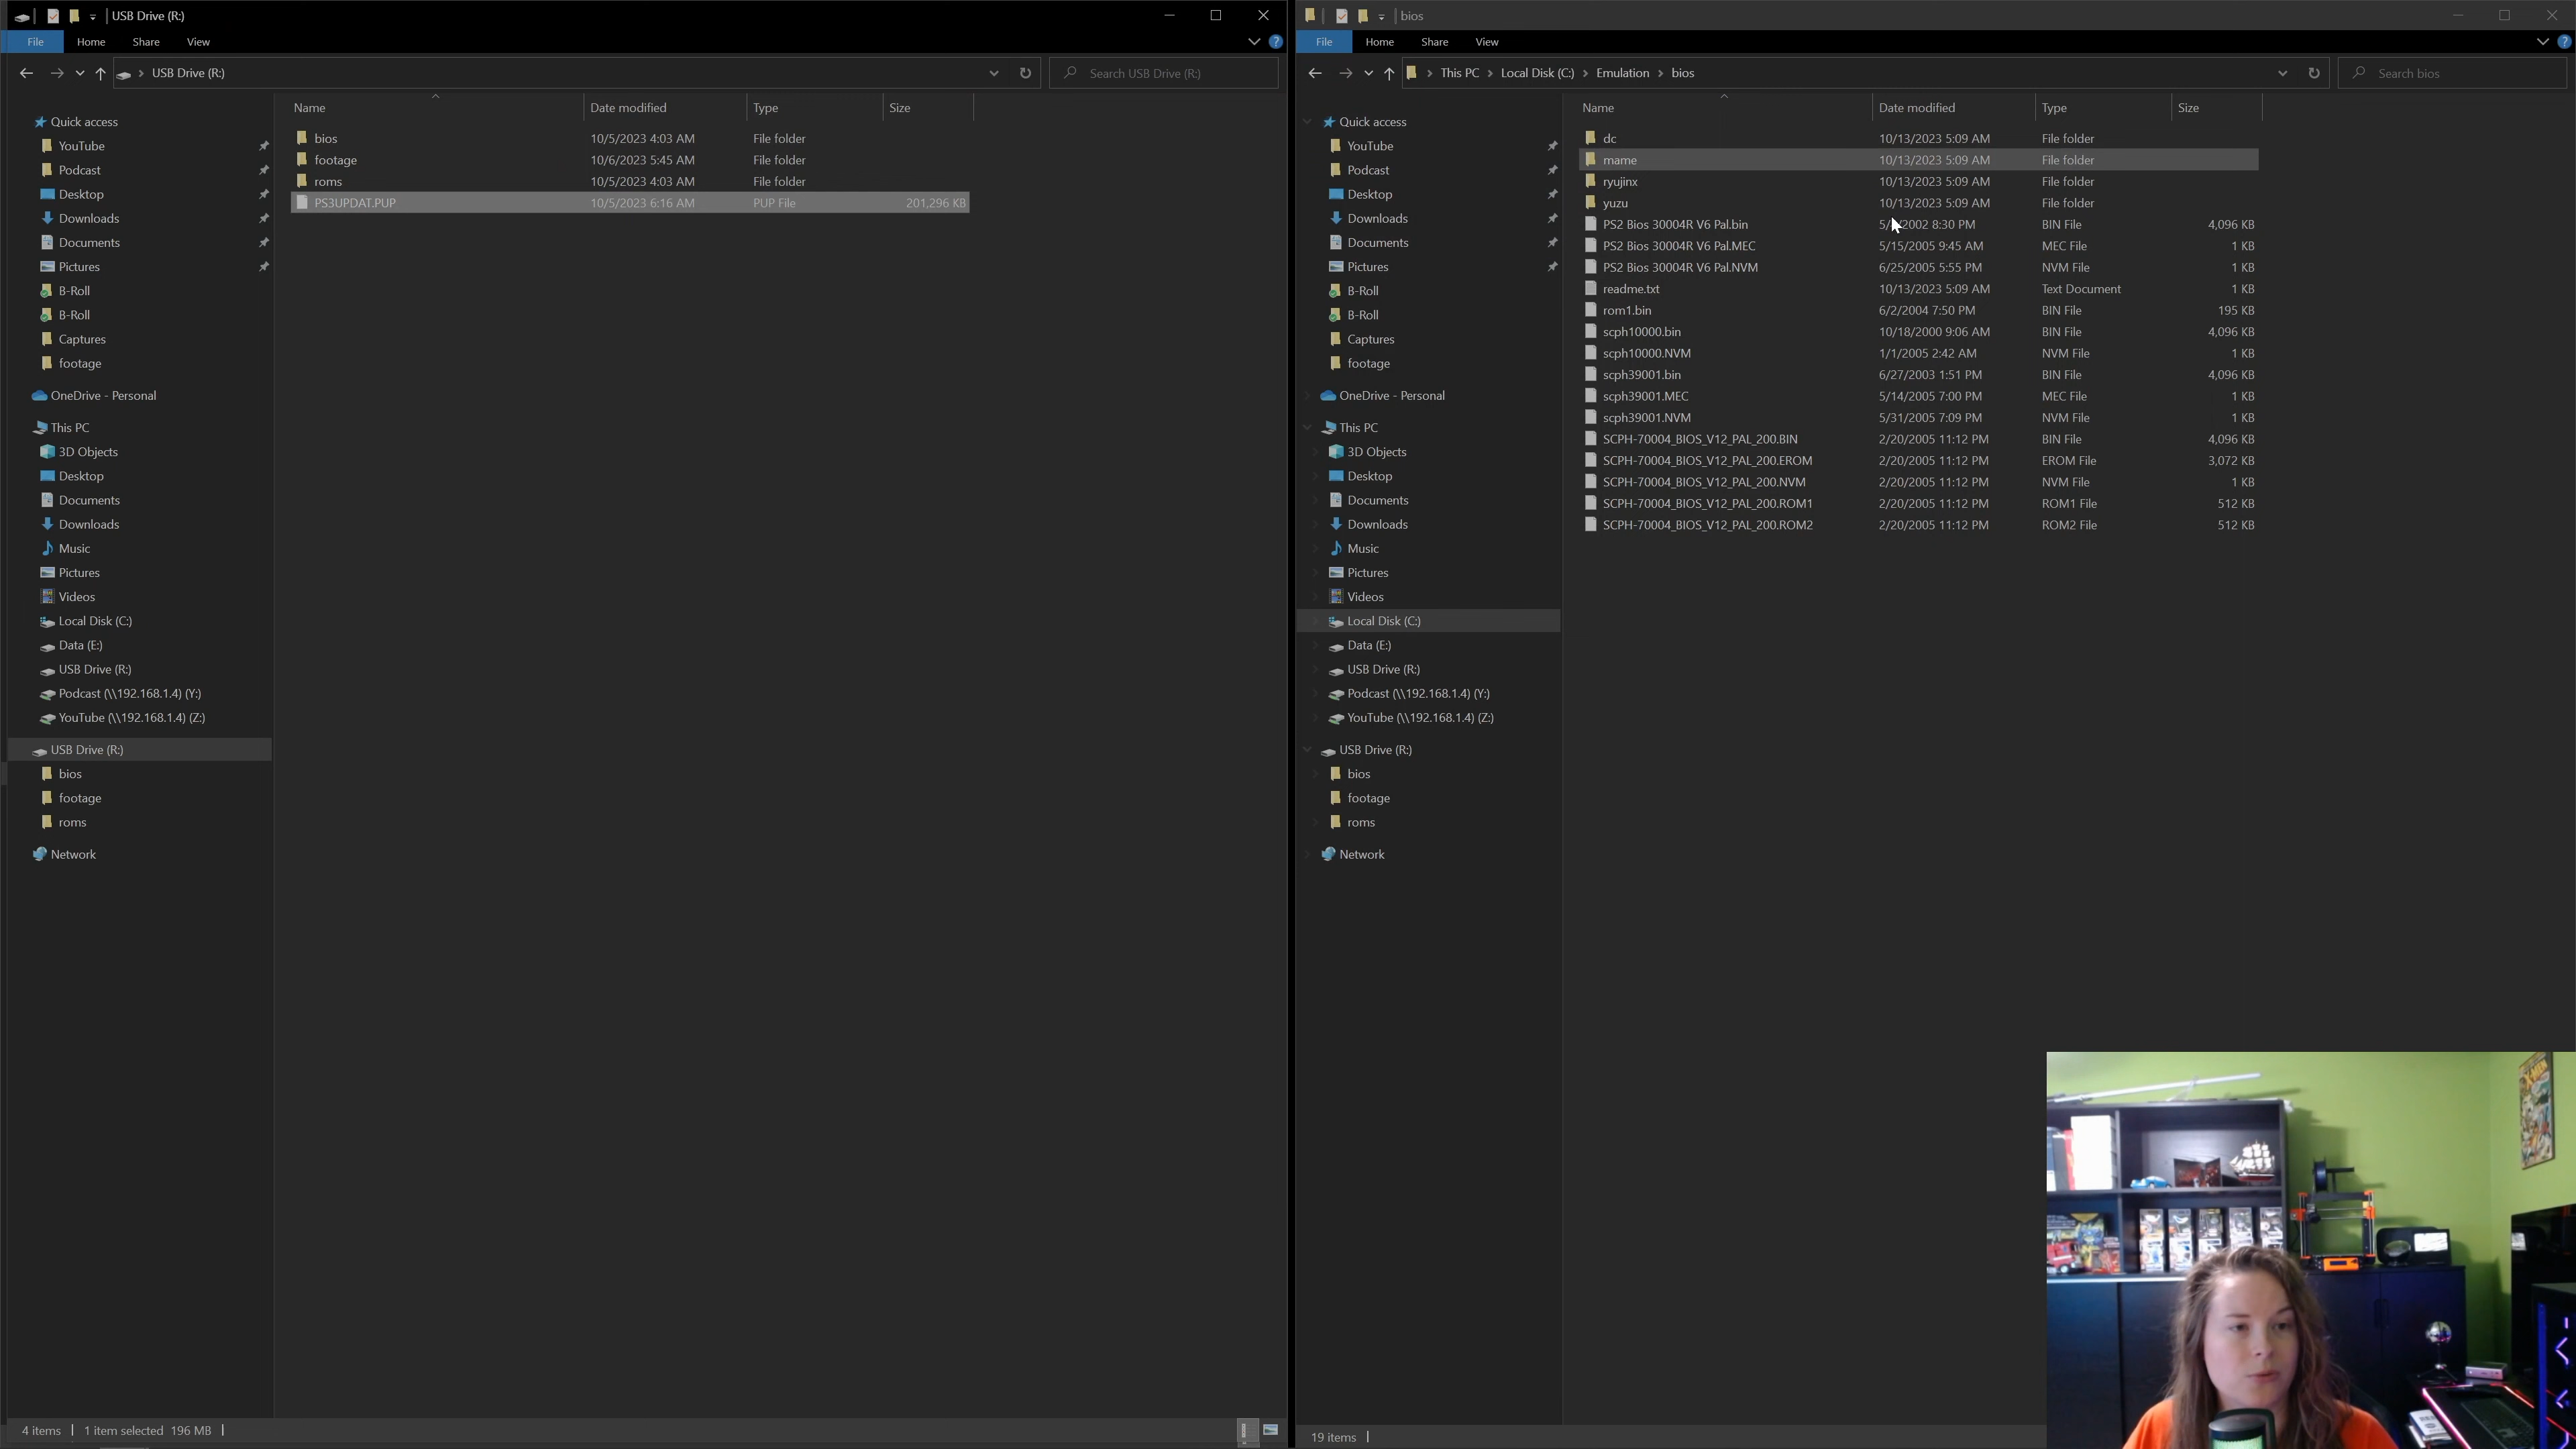 USB Drive (R:)
File Home Share View
USB Drive (R:)
Search USB Drive (R:)
Name Date modified Type Size
Quick access
YouTube
Podcast
Desktop
Downloads
Documents
Pictures
B-Roll
B-Roll
Captures
footage
OneDrive - Personal
This PC
3D Objects
Desktop
Documents
Downloads
Music
Pictures
Videos
Local Disk (C:)
Data (E:)
USB Drive (R:)
Podcast (\\192.168.1.4) (Y:)
YouTube (\\192.168.1.4) (Z:)
USB Drive (R:)
bios
footage
roms
Network
bios 10/5/2023 4:03 AM File folder
footage 10/6/2023 5:45 AM File folder
roms 10/5/2023 4:03 AM File folder
PS3UPDAT.PUP 10/5/2023 6:16 AM PUP File 201,296 KB
4 items 1 item selected 196 MB
bios
File Home Share View
This PC Local Disk (C:) Emulation bios
Search bios
Name Date modified Type Size
Quick access
YouTube
Podcast
Desktop
Downloads
Documents
Pictures
B-Roll
B-Roll
Captures
footage
OneDrive - Personal
This PC
3D Objects
Desktop
Documents
Downloads
Music
Pictures
Videos
Local Disk (C:)
Data (E:)
USB Drive (R:)
Podcast (\\192.168.1.4) (Y:)
YouTube (\\192.168.1.4) (Z:)
USB Drive (R:)
bios
footage
roms
Network
dc 10/13/2023 5:09 AM File folder
mame 10/13/2023 5:09 AM File folder
ryujinx 10/13/2023 5:09 AM File folder
yuzu 10/13/2023 5:09 AM File folder
PS2 Bios 30004R V6 Pal.bin 2002 8:30 PM BIN File 4,096 KB
PS2 Bios 30004R V6 Pal.MEC 5/15/2005 9:45 AM MEC File 1 KB
PS2 Bios 30004R V6 Pal.NVM 6/25/2005 5:55 PM NVM File 1 KB
readme.txt 10/13/2023 5:09 AM Text Document 1 KB
rom1.bin 6/2/2004 7:50 PM BIN File 195 KB
scph10000.bin 10/18/2000 9:06 AM BIN File 4,096 KB
scph10000.NVM 1/1/2005 2:42 AM NVM File 1 KB
scph39001.bin 6/27/2003 1:51 PM BIN File 4,096 KB
scph39001.MEC 5/14/2005 7:00 PM MEC File 1 KB
scph39001.NVM 5/31/2005 7:09 PM NVM File 1 KB
SCPH-70004_BIOS_V12_PAL_200.BIN 2/20/2005 11:12 PM BIN File 4,096 KB
SCPH-70004_BIOS_V12_PAL_200.EROM 2/20/2005 11:12 PM EROM File 3,072 KB
SCPH-70004_BIOS_V12_PAL_200.NVM 2/20/2005 11:12 PM NVM File 1 KB
SCPH-70004_BIOS_V12_PAL_200.ROM1 2/20/2005 11:12 PM ROM1 File 512 KB
SCPH-70004_BIOS_V12_PAL_200.ROM2 2/20/2005 11:12 PM ROM2 File 512 KB
X-MEN
19 items